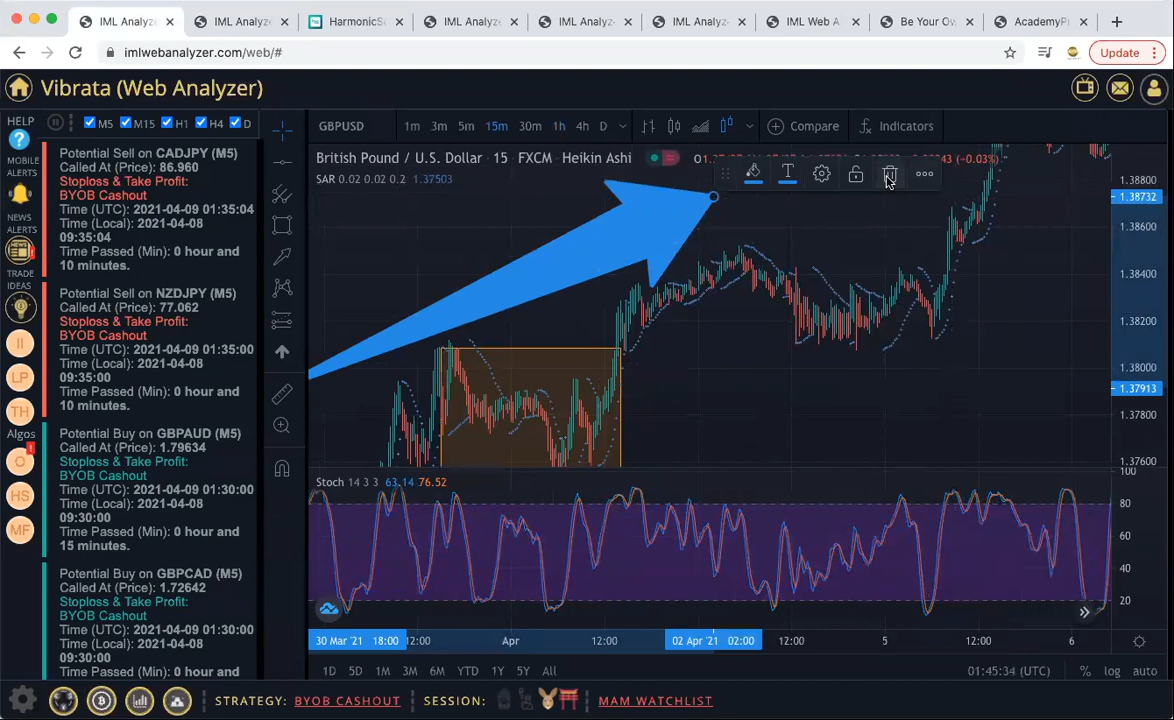 IML Analyze
IML Analyze
HarmonicSc
IML Analyze
IML Analyz
IML Analyz
IML Web A
Be Your Ow
AcademyPr
imlwebanalyzer.com/web/#
Update
Vibrata (Web Analyzer)
HELP
MOBILE
ALERTS
NEWS
ALERTS
TRADE
IDEAS
II
LP
TH
Algos
O
1
HS
MF
M5 M15 H1 H4 D
Potential Sell on CADJPY (M5)
Called At (Price): 86.960
Stoploss & Take Profit:
BYOB Cashout
Time (UTC): 2021-04-09 01:35:04
Time (Local): 2021-04-08
09:35:04
Time Passed (Min): 0 hour and
10 minutes.
Potential Sell on NZDJPY (M5)
Called At (Price): 77.062
Stoploss & Take Profit:
BYOB Cashout
Time (UTC): 2021-04-09 01:35:00
Time (Local): 2021-04-08
09:35:00
Time Passed (Min): 0 hour and
10 minutes.
Potential Buy on GBPAUD (M5)
Called At (Price): 1.79634
Stoploss & Take Profit:
BYOB Cashout
Time (UTC): 2021-04-09 01:30:00
Time (Local): 2021-04-08
09:30:00
Time Passed (Min): 0 hour and
15 minutes.
Potential Buy on GBPCAD (M5)
Called At (Price): 1.72642
Stoploss & Take Profit:
BYOB Cashout
Time (UTC): 2021-04-09 01:30:00
Time (Local): 2021-04-08
09:30:00
GBPUSD 1m 3m 5m 15m 30m 1h 4h D Compare Indicators
British Pound / U.S. Dollar · 15 · FXCM · Heikin Ashi
(−0.03%)
SAR 0.02 0.02 0.2 1.37503
1.38800
1.38732
1.38600
1.38400
1.38200
1.38000
1.37913
1.37800
1.37600
Stoch 14 3 3 63.14 76.52
100
80
60
40
20
30 Mar '21 18:00 12:00 Apr 12:00 02 Apr '21 02:00 12:00 5 12:00 6
1D 5D 1M 3M 6M YTD 1Y 5Y All 01:45:34 (UTC) % log auto
STRATEGY: BYOB CASHOUT SESSION: MAM WATCHLIST